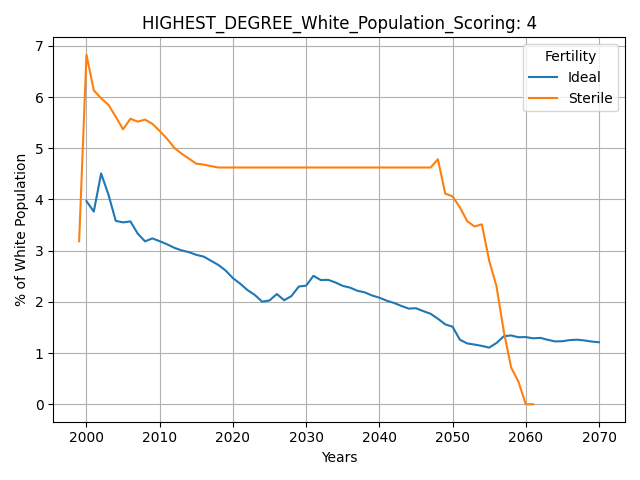 HIGHEST_DEGREE_White_Population_Scoring: 4
Fertility
Ideal
Sterile
% of White Population
7
6
5
4
3
2
1
0
2000 2010 2020 2030 2040 2050 2060 2070
Years